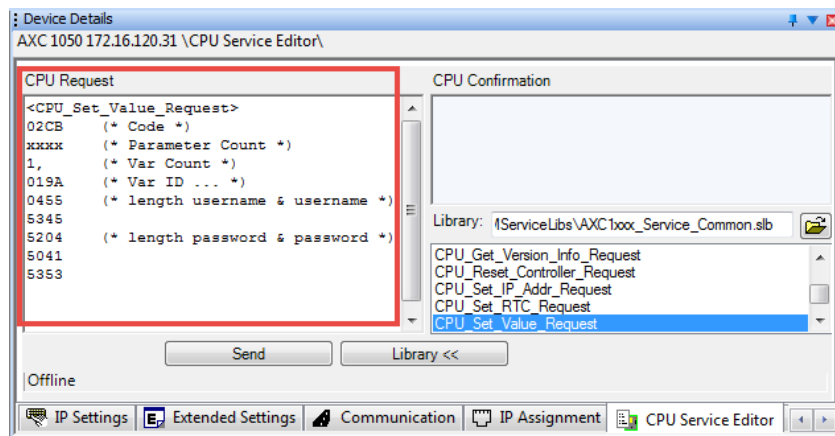 Device Details
AXC 1050 172.16.120.31 \CPU Service Editor\
CPU Request
<CPU_Set_Value_Request>
02CB (* Code *)
xxxx (* Parameter Count *)
1, (* Var Count *)
019A (* Var ID ... *)
0455 (* length username & username *)
5345
5204 (* length password & password *)
5041
5353
CPU Confirmation
Library: \ServiceLibs\AXC1xxx_Service_Common.slb
CPU_Get_Version_Info_Request
CPU_Reset_Controller_Request
CPU_Set_IP_Addr_Request
CPU_Set_RTC_Request
CPU_Set_Value_Request
Send
Library <<
Offline
IP Settings
Extended Settings
Communication
IP Assignment
CPU Service Editor